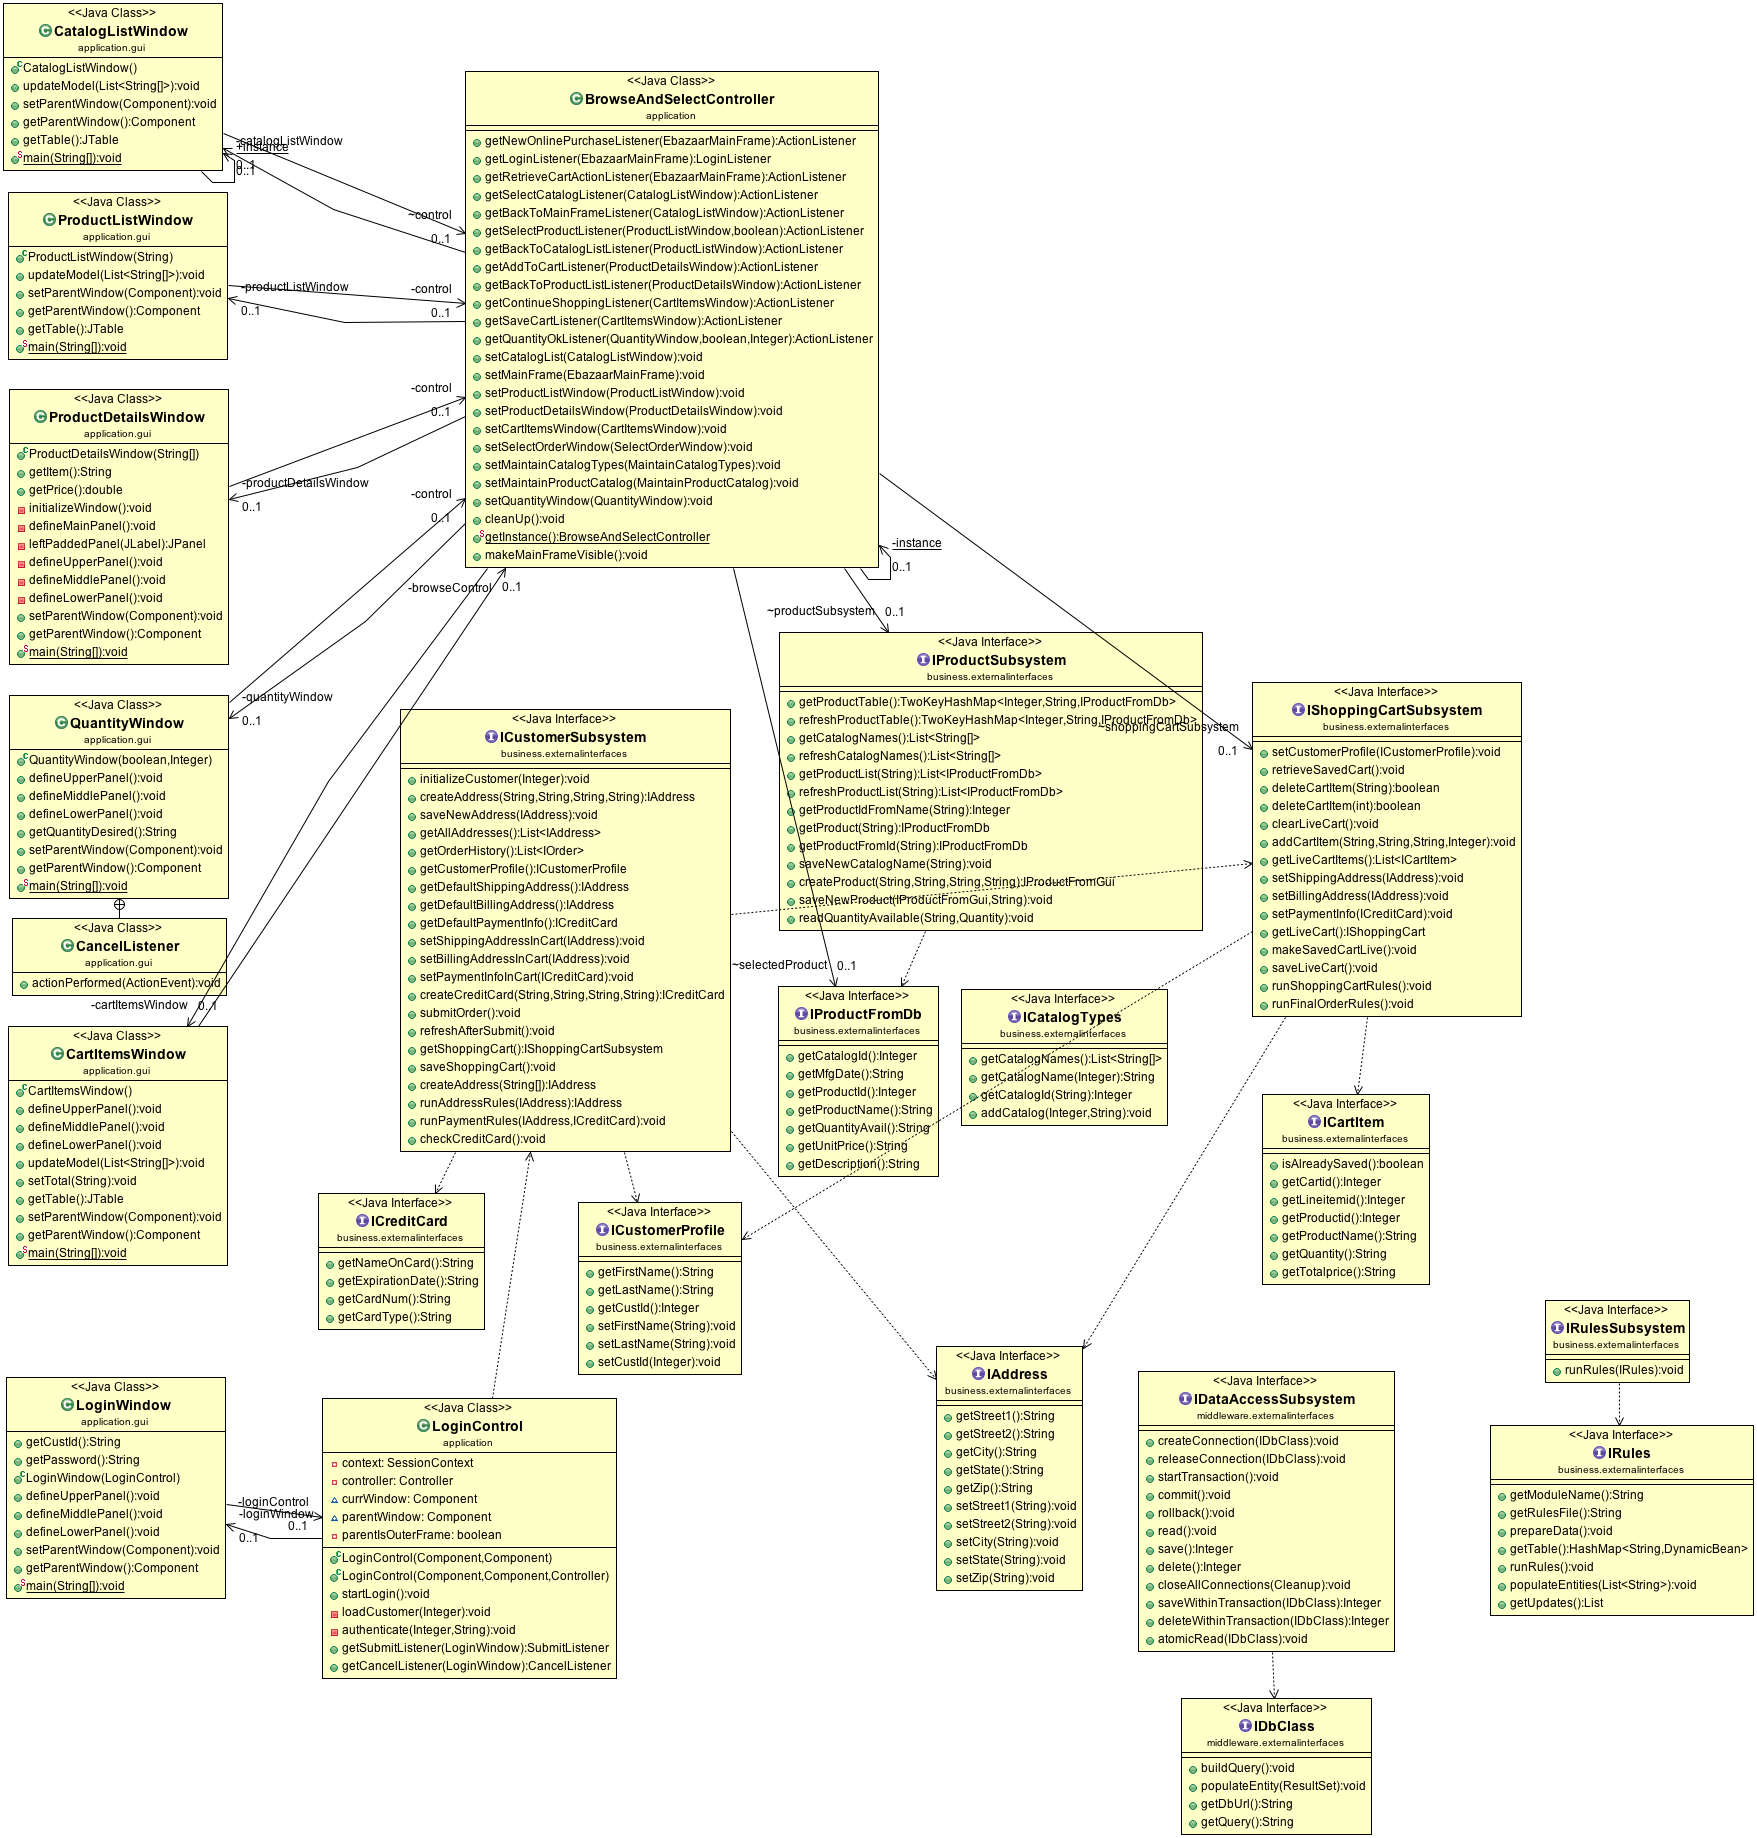 <<Java Class>>
CatalogListWindow
application.gui
CatalogListWindow()
updateModel(List<String[]>):void
setParentWindow(Component):void
getParentWindow():Component
getTable():JTable
main(String[]):void
<<Java Class>>
ProductListWindow
application.gui
ProductListWindow(String)
updateModel(List<String[]>):void
setParentWindow(Component):void
getParentWindow():Component
getTable():JTable
main(String[]):void
<<Java Class>>
ProductDetailsWindow
application.gui
ProductDetailsWindow(String[])
getItem():String
getPrice():double
initializeWindow():void
defineMainPanel():void
leftPaddedPanel(JLabel):JPanel
defineUpperPanel():void
defineMiddlePanel():void
defineLowerPanel():void
setParentWindow(Component):void
getParentWindow():Component
main(String[]):void
<<Java Class>>
QuantityWindow
application.gui
QuantityWindow(boolean,Integer)
defineUpperPanel():void
defineMiddlePanel():void
defineLowerPanel():void
getQuantityDesired():String
setParentWindow(Component):void
getParentWindow():Component
main(String[]):void
<<Java Class>>
CancelListener
application.gui
actionPerformed(ActionEvent):void
<<Java Class>>
CartItemsWindow
application.gui
CartItemsWindow()
defineUpperPanel():void
defineMiddlePanel():void
defineLowerPanel():void
updateModel(List<String[]>):void
setTotal(String):void
getTable():JTable
setParentWindow(Component):void
getParentWindow():Component
main(String[]):void
<<Java Class>>
LoginWindow
application.gui
getCustId():String
getPassword():String
LoginWindow(LoginControl)
defineUpperPanel():void
defineMiddlePanel():void
defineLowerPanel():void
setParentWindow(Component):void
getParentWindow():Component
main(String[]):void
-catalogListWindow
+instance
0..1
0..1
~control
0..1
-productListWindow
0..1
-control
0..1
-control
0..1
-productDetailsWindow
0..1
-control
0..1
-browseControl
0..1
-quantityWindow
0..1
-cartItemsWindow
0..1
-loginControl
-loginWindow
0..1
0..1
<<Java Class>>
BrowseAndSelectController
application
getNewOnlinePurchaseListener(EbazaarMainFrame):ActionListener
getLoginListener(EbazaarMainFrame):LoginListener
getRetrieveCartActionListener(EbazaarMainFrame):ActionListener
getSelectCatalogListener(CatalogListWindow):ActionListener
getBackToMainFrameListener(CatalogListWindow):ActionListener
getSelectProductListener(ProductListWindow,boolean):ActionListener
getBackToCatalogListListener(ProductListWindow):ActionListener
getAddToCartListener(ProductDetailsWindow):ActionListener
getBackToProductListListener(ProductDetailsWindow):ActionListener
getContinueShoppingListener(CartItemsWindow):ActionListener
getSaveCartListener(CartItemsWindow):ActionListener
getQuantityOkListener(QuantityWindow,boolean,Integer):ActionListener
setCatalogList(CatalogListWindow):void
setMainFrame(EbazaarMainFrame):void
setProductListWindow(ProductListWindow):void
setProductDetailsWindow(ProductDetailsWindow):void
setCartItemsWindow(CartItemsWindow):void
setSelectOrderWindow(SelectOrderWindow):void
setMaintainCatalogTypes(MaintainCatalogTypes):void
setMaintainProductCatalog(MaintainProductCatalog):void
setQuantityWindow(QuantityWindow):void
cleanUp():void
getInstance():BrowseAndSelectController
makeMainFrameVisible():void
-instance
0..1
~productSubsystem
0..1
~shoppingCartSubsystem
0..1
~selectedProduct
0..1
<<Java Interface>>
ICustomerSubsystem
business.externalinterfaces
initializeCustomer(Integer):void
createAddress(String,String,String,String):IAddress
saveNewAddress(IAddress):void
getAllAddresses():List<IAddress>
getOrderHistory():List<IOrder>
getCustomerProfile():ICustomerProfile
getDefaultShippingAddress():IAddress
getDefaultBillingAddress():IAddress
getDefaultPaymentInfo():ICreditCard
setShippingAddressInCart(IAddress):void
setBillingAddressInCart(IAddress):void
setPaymentInfoInCart(ICreditCard):void
createCreditCard(String,String,String,String):ICreditCard
submitOrder():void
refreshAfterSubmit():void
getShoppingCart():IShoppingCartSubsystem
saveShoppingCart():void
createAddress(String[]):IAddress
runAddressRules(IAddress):IAddress
runPaymentRules(IAddress,ICreditCard):void
checkCreditCard():void
<<Java Interface>>
IProductSubsystem
business.externalinterfaces
getProductTable():TwoKeyHashMap<Integer,String,IProductFromDb>
refreshProductTable():TwoKeyHashMap<Integer,String,IProductFromDb>
getCatalogNames():List<String[]>
refreshCatalogNames():List<String[]>
getProductList(String):List<IProductFromDb>
refreshProductList(String):List<IProductFromDb>
getProductIdFromName(String):Integer
getProduct(String):IProductFromDb
getProductFromId(String):IProductFromDb
saveNewCatalogName(String):void
createProduct(String,String,String,String):IProductFromGui
saveNewProduct(IProductFromGui,String):void
readQuantityAvailable(String,Quantity):void
<<Java Interface>>
IShoppingCartSubsystem
business.externalinterfaces
setCustomerProfile(ICustomerProfile):void
retrieveSavedCart():void
deleteCartItem(String):boolean
deleteCartItem(int):boolean
clearLiveCart():void
addCartItem(String,String,String,Integer):void
getLiveCartItems():List<ICartItem>
setShippingAddress(IAddress):void
setBillingAddress(IAddress):void
setPaymentInfo(ICreditCard):void
getLiveCart():IShoppingCart
makeSavedCartLive():void
saveLiveCart():void
runShoppingCartRules():void
runFinalOrderRules():void
<<Java Interface>>
IProductFromDb
business.externalinterfaces
getCatalogId():Integer
getMfgDate():String
getProductId():Integer
getProductName():String
getQuantityAvail():String
getUnitPrice():String
getDescription():String
<<Java Interface>>
ICatalogTypes
business.externalinterfaces
getCatalogNames():List<String[]>
getCatalogName(Integer):String
getCatalogId(String):Integer
addCatalog(Integer,String):void
<<Java Interface>>
ICartItem
business.externalinterfaces
isAlreadySaved():boolean
getCartid():Integer
getLineitemid():Integer
getProductid():Integer
getProductName():String
getQuantity():String
getTotalprice():String
<<Java Interface>>
ICreditCard
business.externalinterfaces
getNameOnCard():String
getExpirationDate():String
getCardNum():String
getCardType():String
<<Java Interface>>
ICustomerProfile
business.externalinterfaces
getFirstName():String
getLastName():String
getCustId():Integer
setFirstName(String):void
setLastName(String):void
setCustId(Integer):void
<<Java Class>>
LoginControl
application
context: SessionContext
controller: Controller
currWindow: Component
parentWindow: Component
parentIsOuterFrame: boolean
LoginControl(Component,Component)
LoginControl(Component,Component,Controller)
startLogin():void
loadCustomer(Integer):void
authenticate(Integer,String):void
getSubmitListener(LoginWindow):SubmitListener
getCancelListener(LoginWindow):CancelListener
<<Java Interface>>
IAddress
business.externalinterfaces
getStreet1():String
getStreet2():String
getCity():String
getState():String
getZip():String
setStreet1(String):void
setStreet2(String):void
setCity(String):void
setState(String):void
setZip(String):void
<<Java Interface>>
IDataAccessSubsystem
middleware.externalinterfaces
createConnection(IDbClass):void
releaseConnection(IDbClass):void
startTransaction():void
commit():void
rollback():void
read():void
save():Integer
delete():Integer
closeAllConnections(Cleanup):void
saveWithinTransaction(IDbClass):Integer
deleteWithinTransaction(IDbClass):Integer
atomicRead(IDbClass):void
<<Java Interface>>
IRulesSubsystem
business.externalinterfaces
runRules(IRules):void
<<Java Interface>>
IRules
business.externalinterfaces
getModuleName():String
getRulesFile():String
prepareData():void
getTable():HashMap<String,DynamicBean>
runRules():void
populateEntities(List<String>):void
getUpdates():List
<<Java Interface>>
IDbClass
middleware.externalinterfaces
buildQuery():void
populateEntity(ResultSet):void
getDbUrl():String
getQuery():String